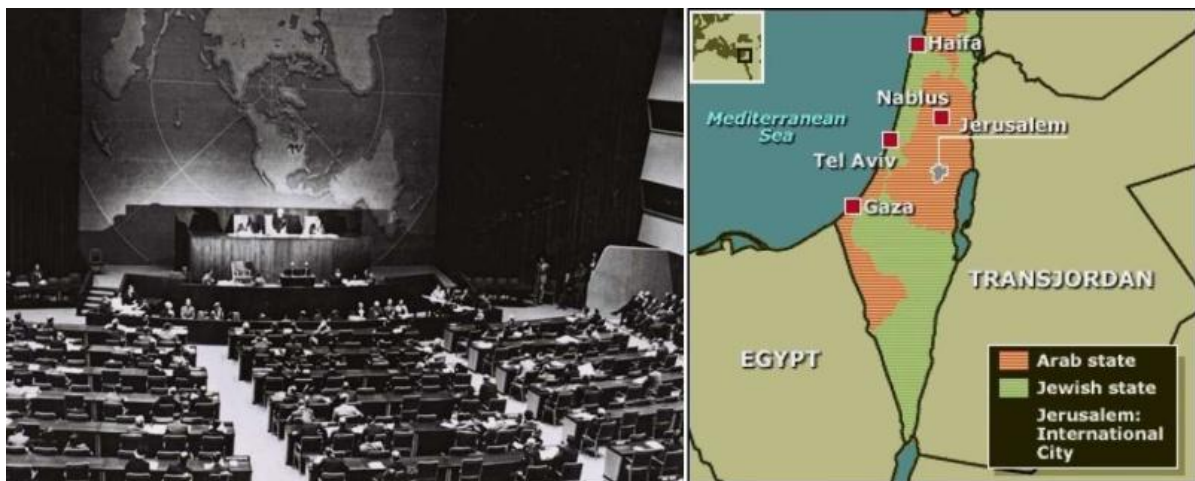 Haifa
Nablus
Mediterranean
Sea
Jerusalem
Tel Aviv
Gaza
TRANSJORDAN
EGYPT
Arab state
Jewish state
Jerusalem:
International
City